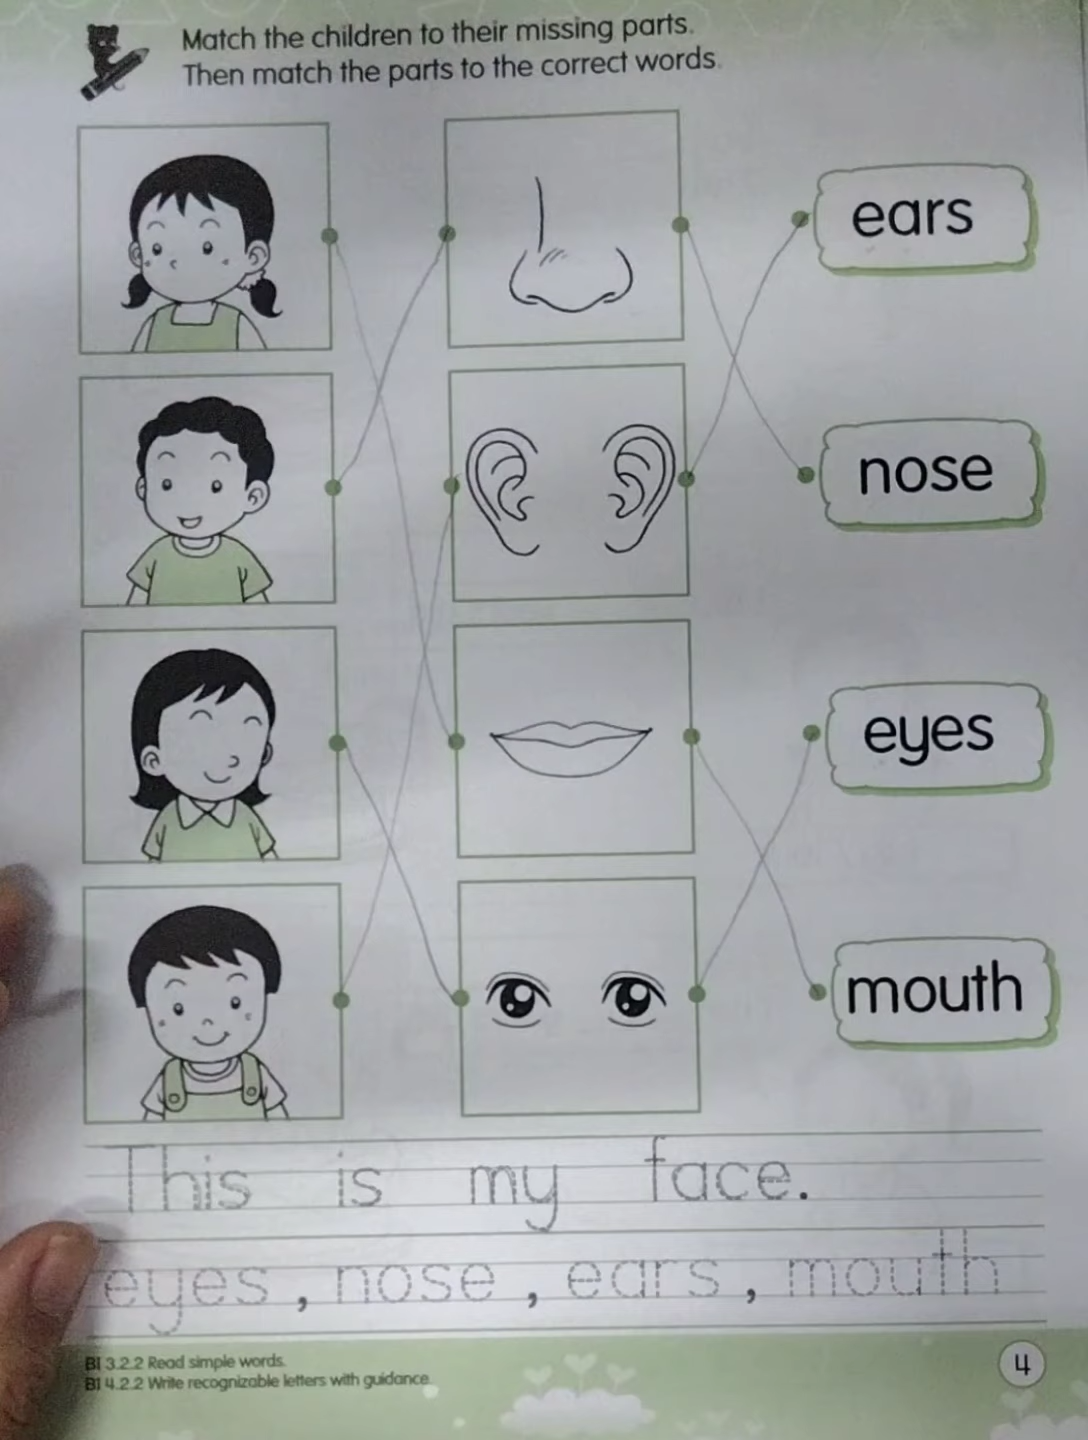 Match the children to their missing parts.
Then match the parts to the correct words.
ears
nose
eyes
mouth
This is my face.
eyes, nose, ears, mouth
BI 3.2.2 Read simple words.
BI 4.2.2 Write recognizable letters with guidance.
4